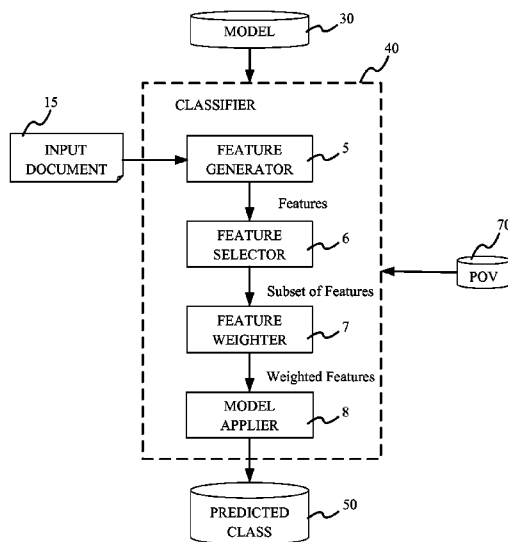 MODEL
30
40
CLASSIFIER
15
INPUT
DOCUMENT
FEATURE
GENERATOR
5
Features
FEATURE
SELECTOR
6
70
POV
Subset of Features
FEATURE
WEIGHTER
7
Weighted Features
MODEL
APPLIER
8
PREDICTED
CLASS
50